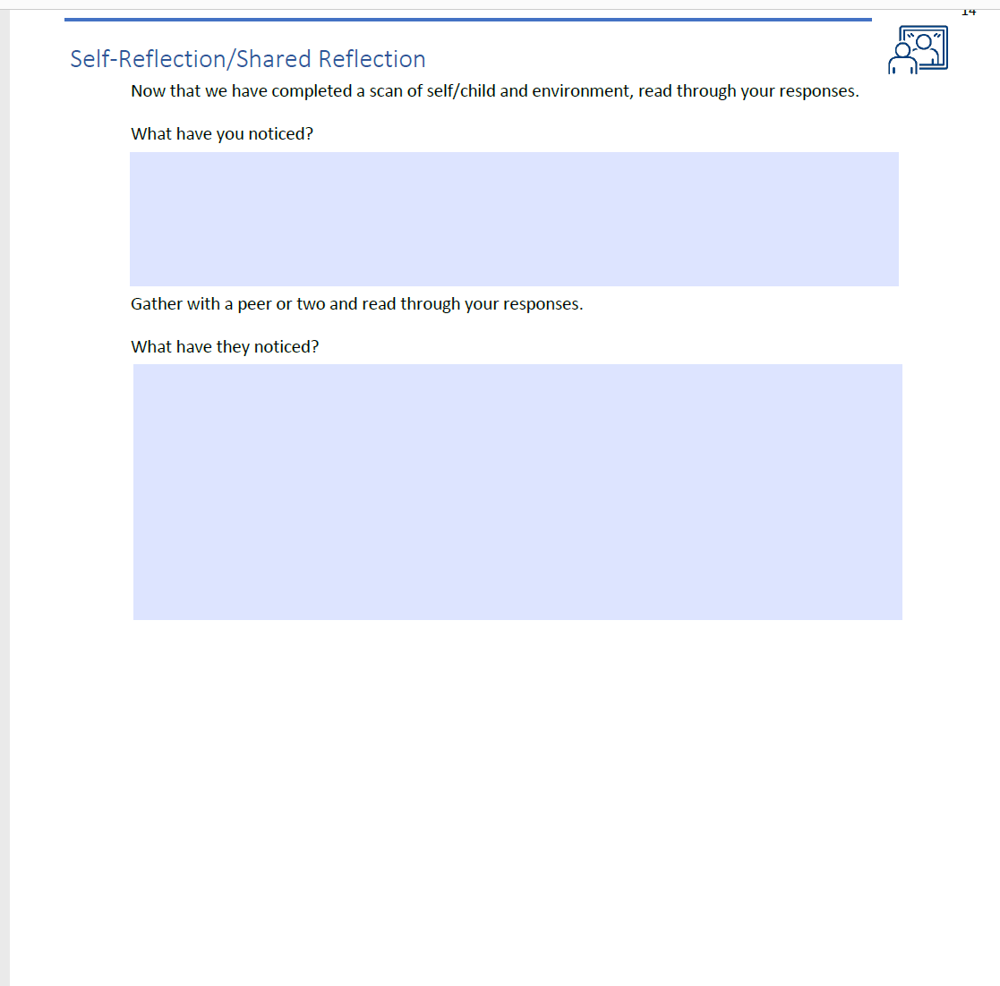 14
Self-Reflection/Shared Reflection
Now that we have completed a scan of self/child and environment, read through your responses.
What have you noticed?
Gather with a peer or two and read through your responses.
What have they noticed?